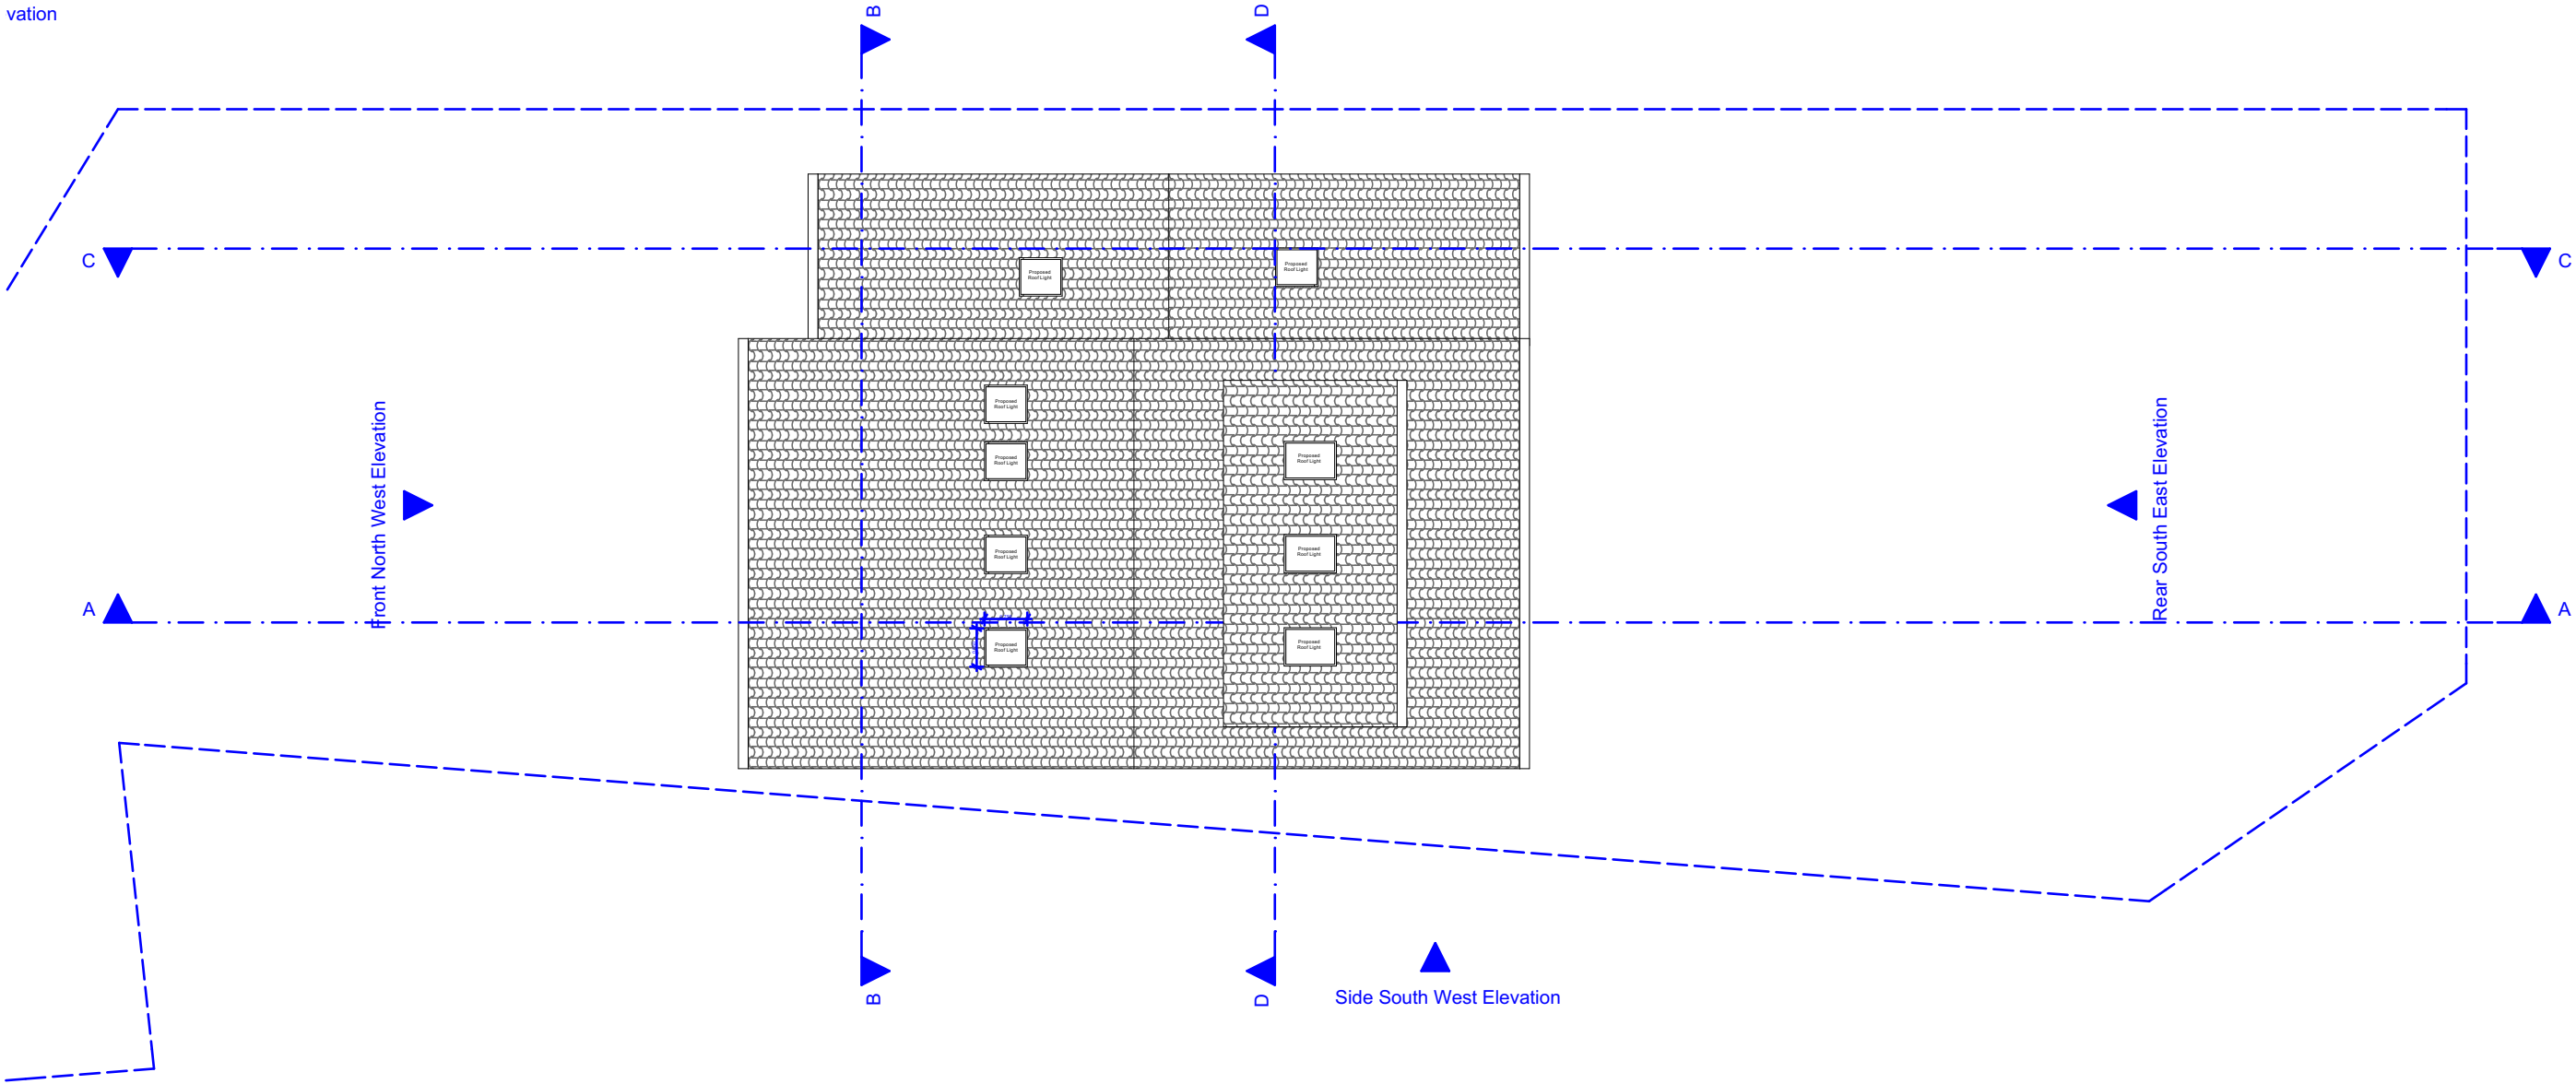 vation
B
D
C
Proposed
Roof Light
Proposed
Roof Light
C
Proposed
Roof Light
Front North West Elevation
Proposed
Roof Light
Proposed
Roof Light
Rear South East Elevation
Proposed
Roof Light
Proposed
Roof Light
A
Proposed
Roof Light
Proposed
Roof Light
A
B
D
Side South West Elevation